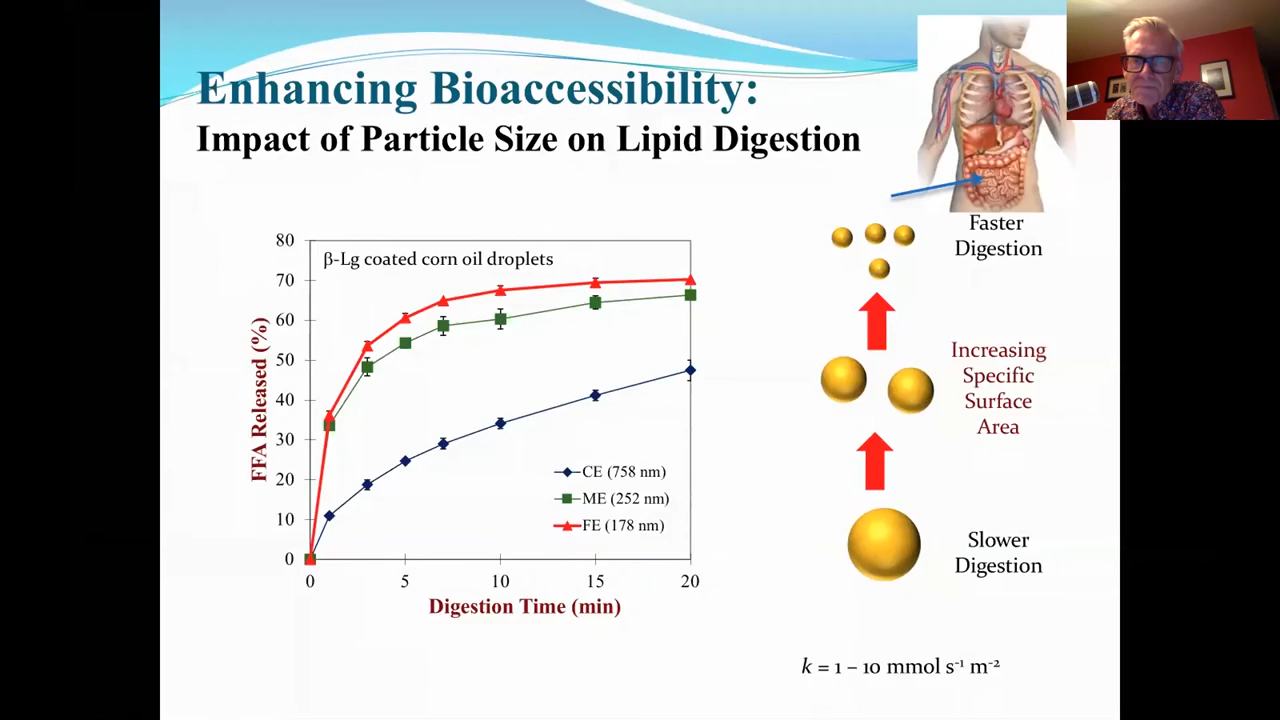 Enhancing Bioaccessibility:
Impact of Particle Size on Lipid Digestion
Faster
Digestion
80
70
60
50
40
30
20
10
0
FFA Released (%)
β-Lg coated corn oil droplets
CE (758 nm)
ME (252 nm)
FE (178 nm)
0 5 10 15 20
Digestion Time (min)
Increasing
Specific
Surface
Area
Slower
Digestion
k = 1 – 10 mmol s⁻¹ m⁻²